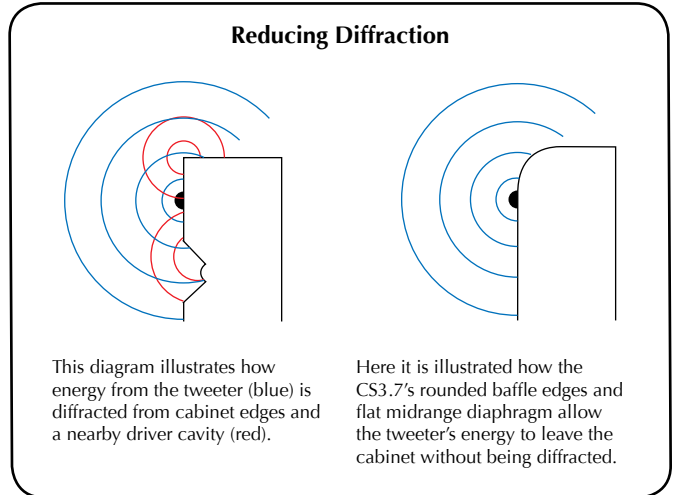 Reducing Diffraction
This diagram illustrates how
energy from the tweeter (blue) is
diffracted from cabinet edges and
a nearby driver cavity (red).
Here it is illustrated how the
CS3.7’s rounded baffle edges and
flat midrange diaphragm allow
the tweeter’s energy to leave the
cabinet without being diffracted.